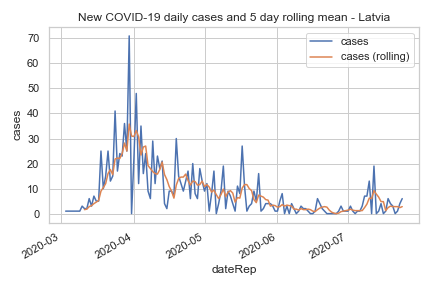 New COVID-19 daily cases and 5 day rolling mean - Latvia
cases
cases (rolling)
70
60
50
40
30
20
10
0
cases
2020-03
2020-04
2020-05
2020-06
2020-07
dateRep